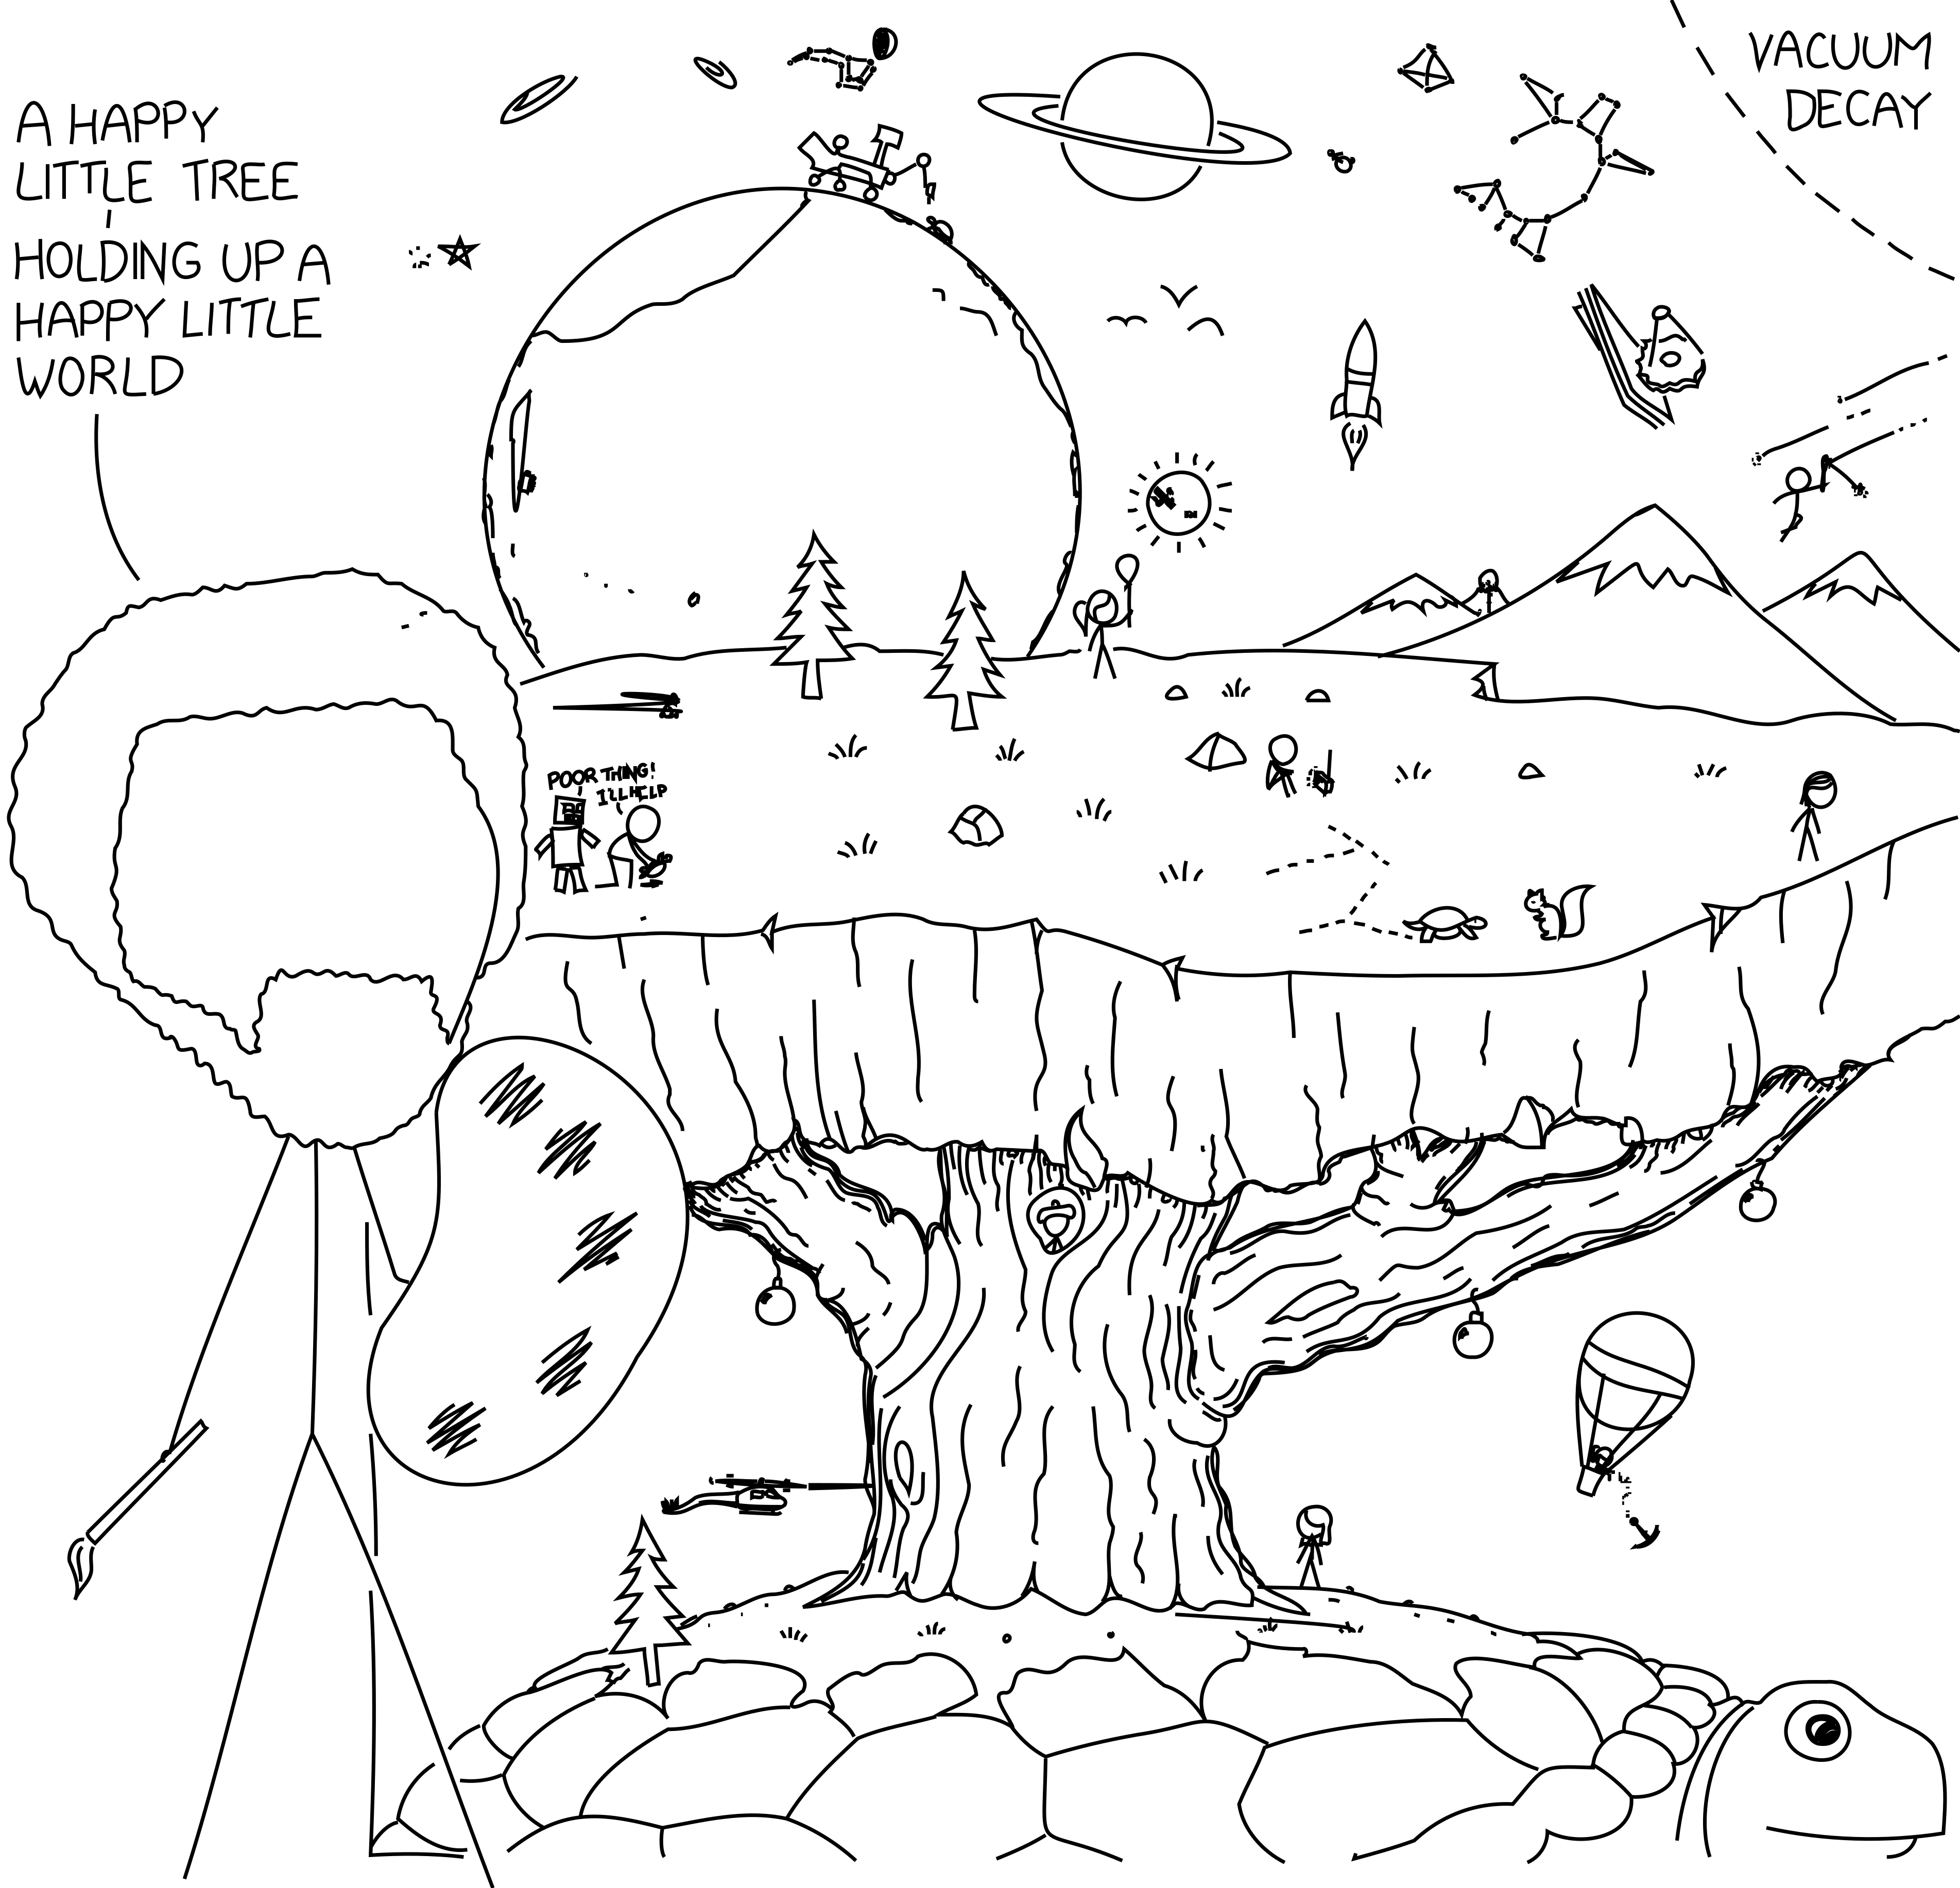 A HAPPY
LITTLE TREE
HOLDING UP A
HAPPY LITTLE
WORLD
VACUUM
DECAY
POOR THING!
I'LL HELP